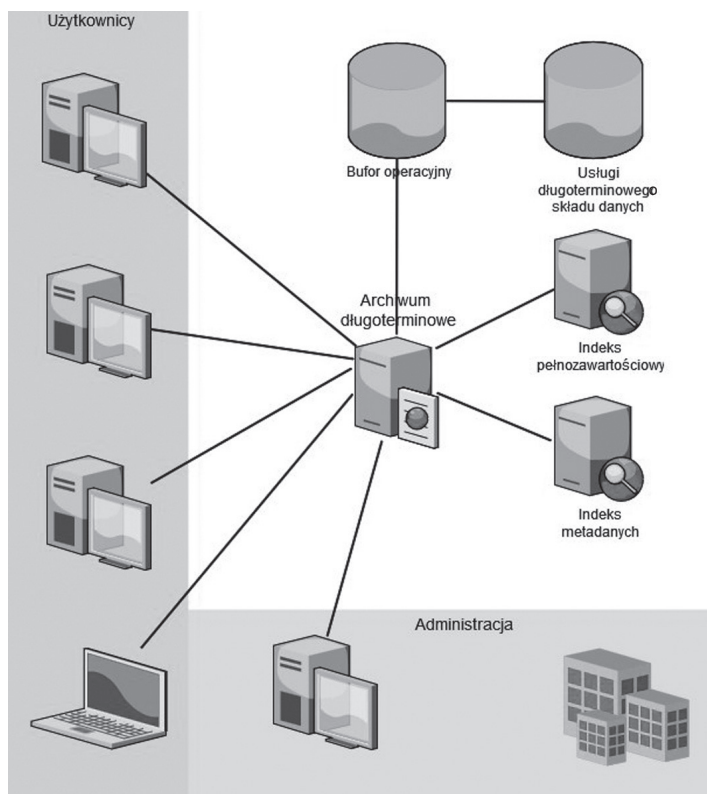 Użytkownicy
Bufor operacyjny
Usługi
długoterminowego
składu danych
Archiwum
długoterminowe
Indeks
pełnozawartościowy
Indeks
metadanych
Administracja